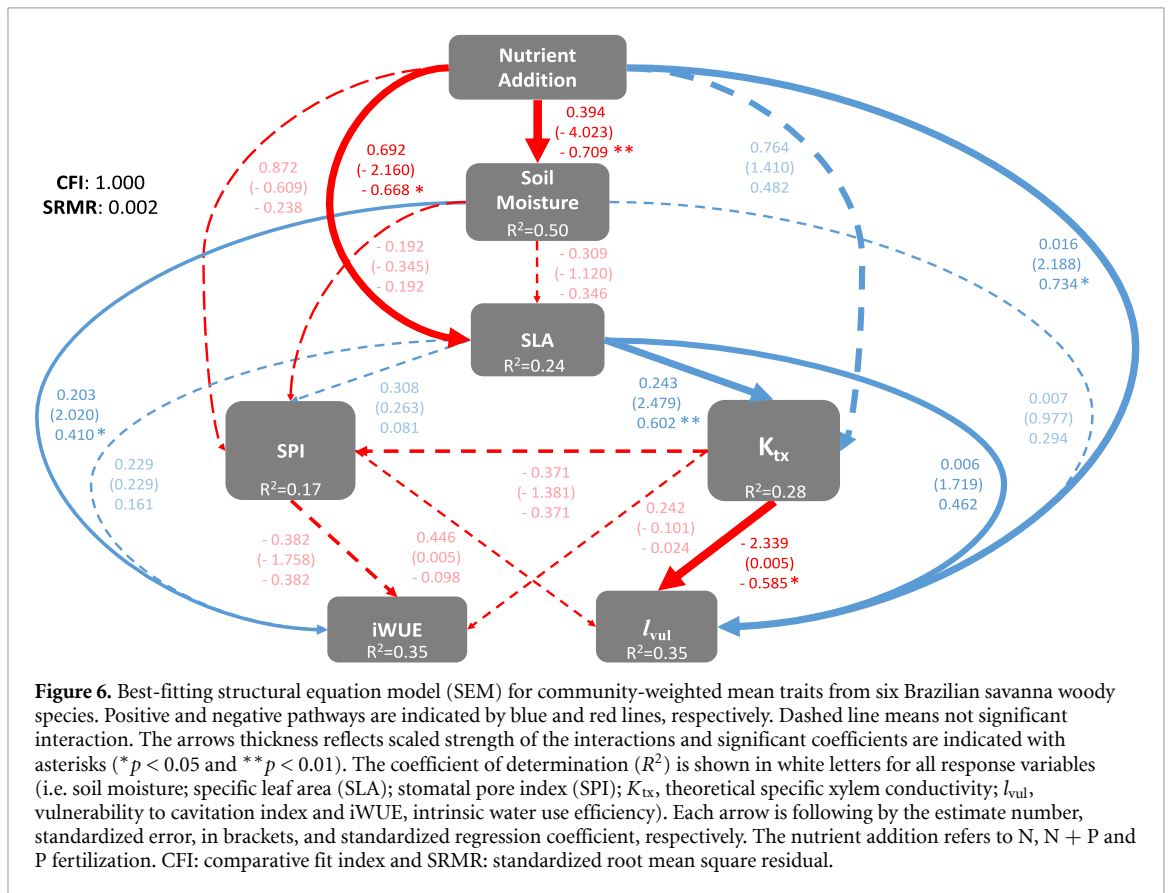 Nutrient
Addition
0.394
(- 4.023)
- 0.709 **
0.692
(- 2.160)
- 0.668 *
0.872
(- 0.609)
- 0.238
0.764
(1.410)
0.482
CFI: 1.000
SRMR: 0.002
Soil
Moisture
R²=0.50
- 0.192
(- 0.345)
- 0.192
- 0.309
(- 1.120)
- 0.346
0.016
(2.188)
0.734 *
SLA
R²=0.24
0.203
(2.020)
0.410 *
0.308
(0.263)
0.081
0.243
(2.479)
0.602 **
0.007
(0.977)
0.294
SPI
R²=0.17
Ktx
R²=0.28
0.229
(0.229)
0.161
- 0.371
(- 1.381)
- 0.371
0.006
(1.719)
0.462
- 0.382
(- 1.758)
- 0.382
0.446
(0.005)
- 0.098
0.242
(- 0.101)
- 0.024
- 2.339
(0.005)
- 0.585 *
iWUE
R²=0.35
lvul
R²=0.35
Figure 6. Best-fitting structural equation model (SEM) for community-weighted mean traits from six Brazilian savanna woody
species. Positive and negative pathways are indicated by blue and red lines, respectively. Dashed line means not significant
interaction. The arrows thickness reflects scaled strength of the interactions and significant coefficients are indicated with
asterisks (*p < 0.05 and **p < 0.01). The coefficient of determination (R²) is shown in white letters for all response variables
(i.e. soil moisture; specific leaf area (SLA); stomatal pore index (SPI); Ktx, theoretical specific xylem conductivity; lvul,
vulnerability to cavitation index and iWUE, intrinsic water use efficiency). Each arrow is following by the estimate number,
standardized error, in brackets, and standardized regression coefficient, respectively. The nutrient addition refers to N, N + P and
P fertilization. CFI: comparative fit index and SRMR: standardized root mean square residual.